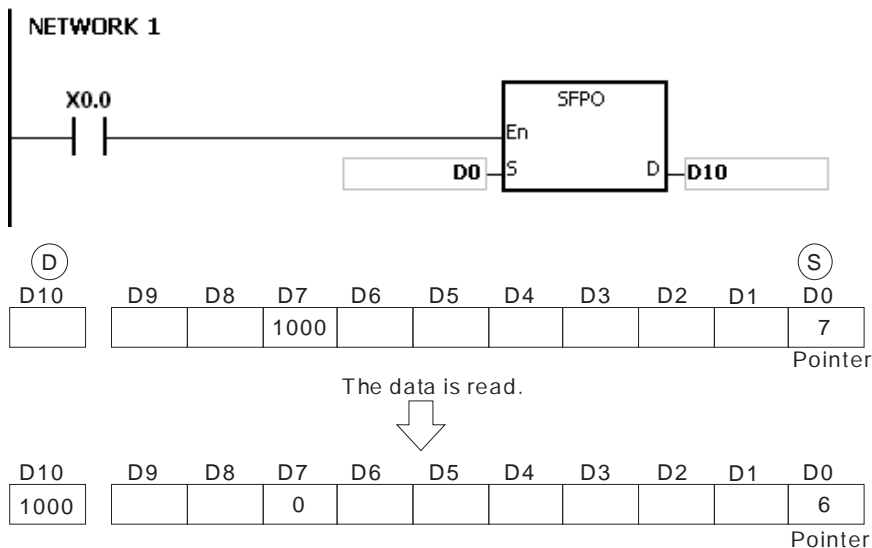 NETWORK 1
X0.0
SFPO
En
D0 S D D10
D S
D10 D9 D8 D7 D6 D5 D4 D3 D2 D1 D0
1000 7
Pointer
The data is read.
D10 D9 D8 D7 D6 D5 D4 D3 D2 D1 D0
1000 0 6
Pointer